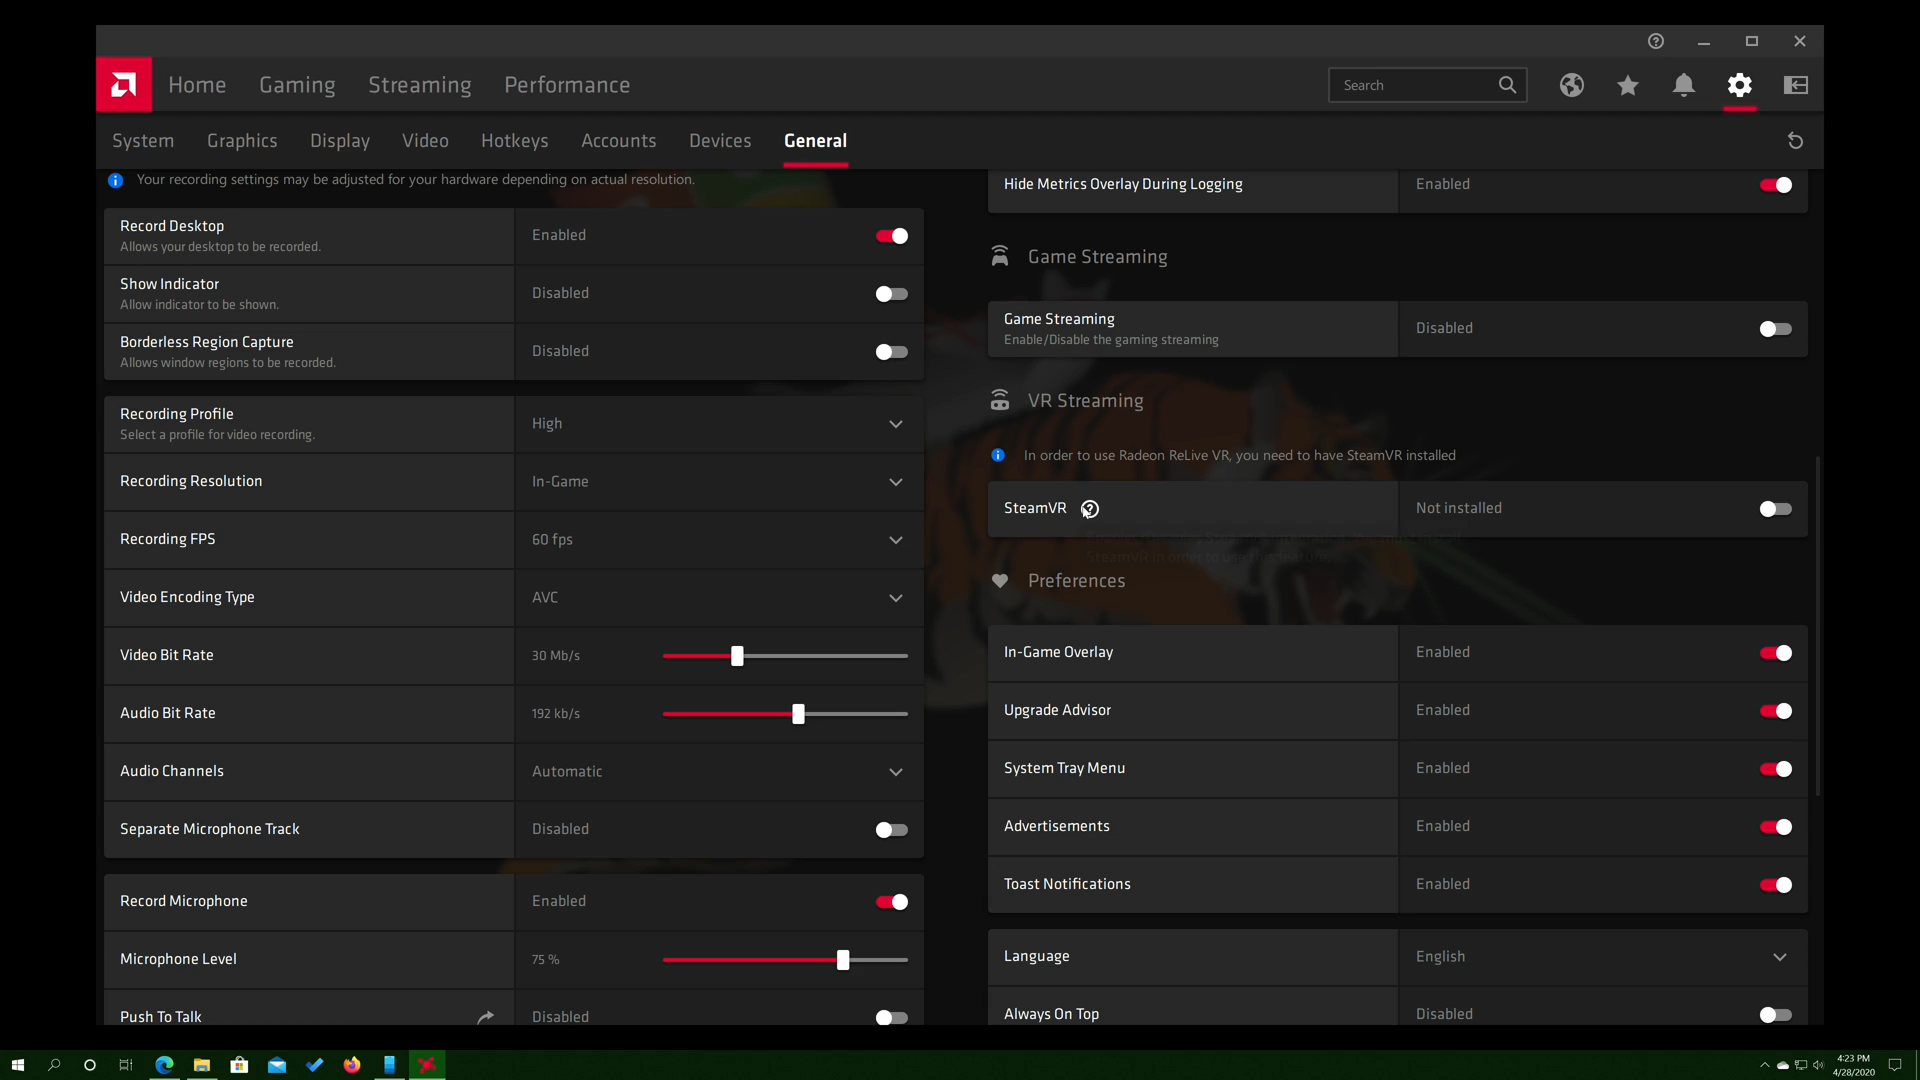 Home
Gaming
Streaming
Performance
Search
System
Graphics
Display
Video
Hotkeys
Accounts
Devices
General
Your recording settings may be adjusted for your hardware depending on actual resolution.
Record Desktop
Allows your desktop to be recorded.
Enabled
Show Indicator
Allow indicator to be shown.
Disabled
Borderless Region Capture
Allows window regions to be recorded.
Disabled
Recording Profile
Select a profile for video recording.
High
Recording Resolution
In-Game
Recording FPS
60 fps
Video Encoding Type
AVC
Video Bit Rate
30 Mb/s
Audio Bit Rate
192 kb/s
Audio Channels
Automatic
Separate Microphone Track
Disabled
Record Microphone
Enabled
Microphone Level
75 %
Push To Talk
Disabled
Hide Metrics Overlay During Logging
Enabled
Game Streaming
Game Streaming
Enable/Disable the gaming streaming
Disabled
VR Streaming
In order to use Radeon ReLive VR, you need to have SteamVR installed
SteamVR
Not installed
SteamVR in order to use this feature.
Preferences
In-Game Overlay
Enabled
Upgrade Advisor
Enabled
System Tray Menu
Enabled
Advertisements
Enabled
Toast Notifications
Enabled
Language
English
Always On Top
Disabled
4:23 PM
4/28/2020